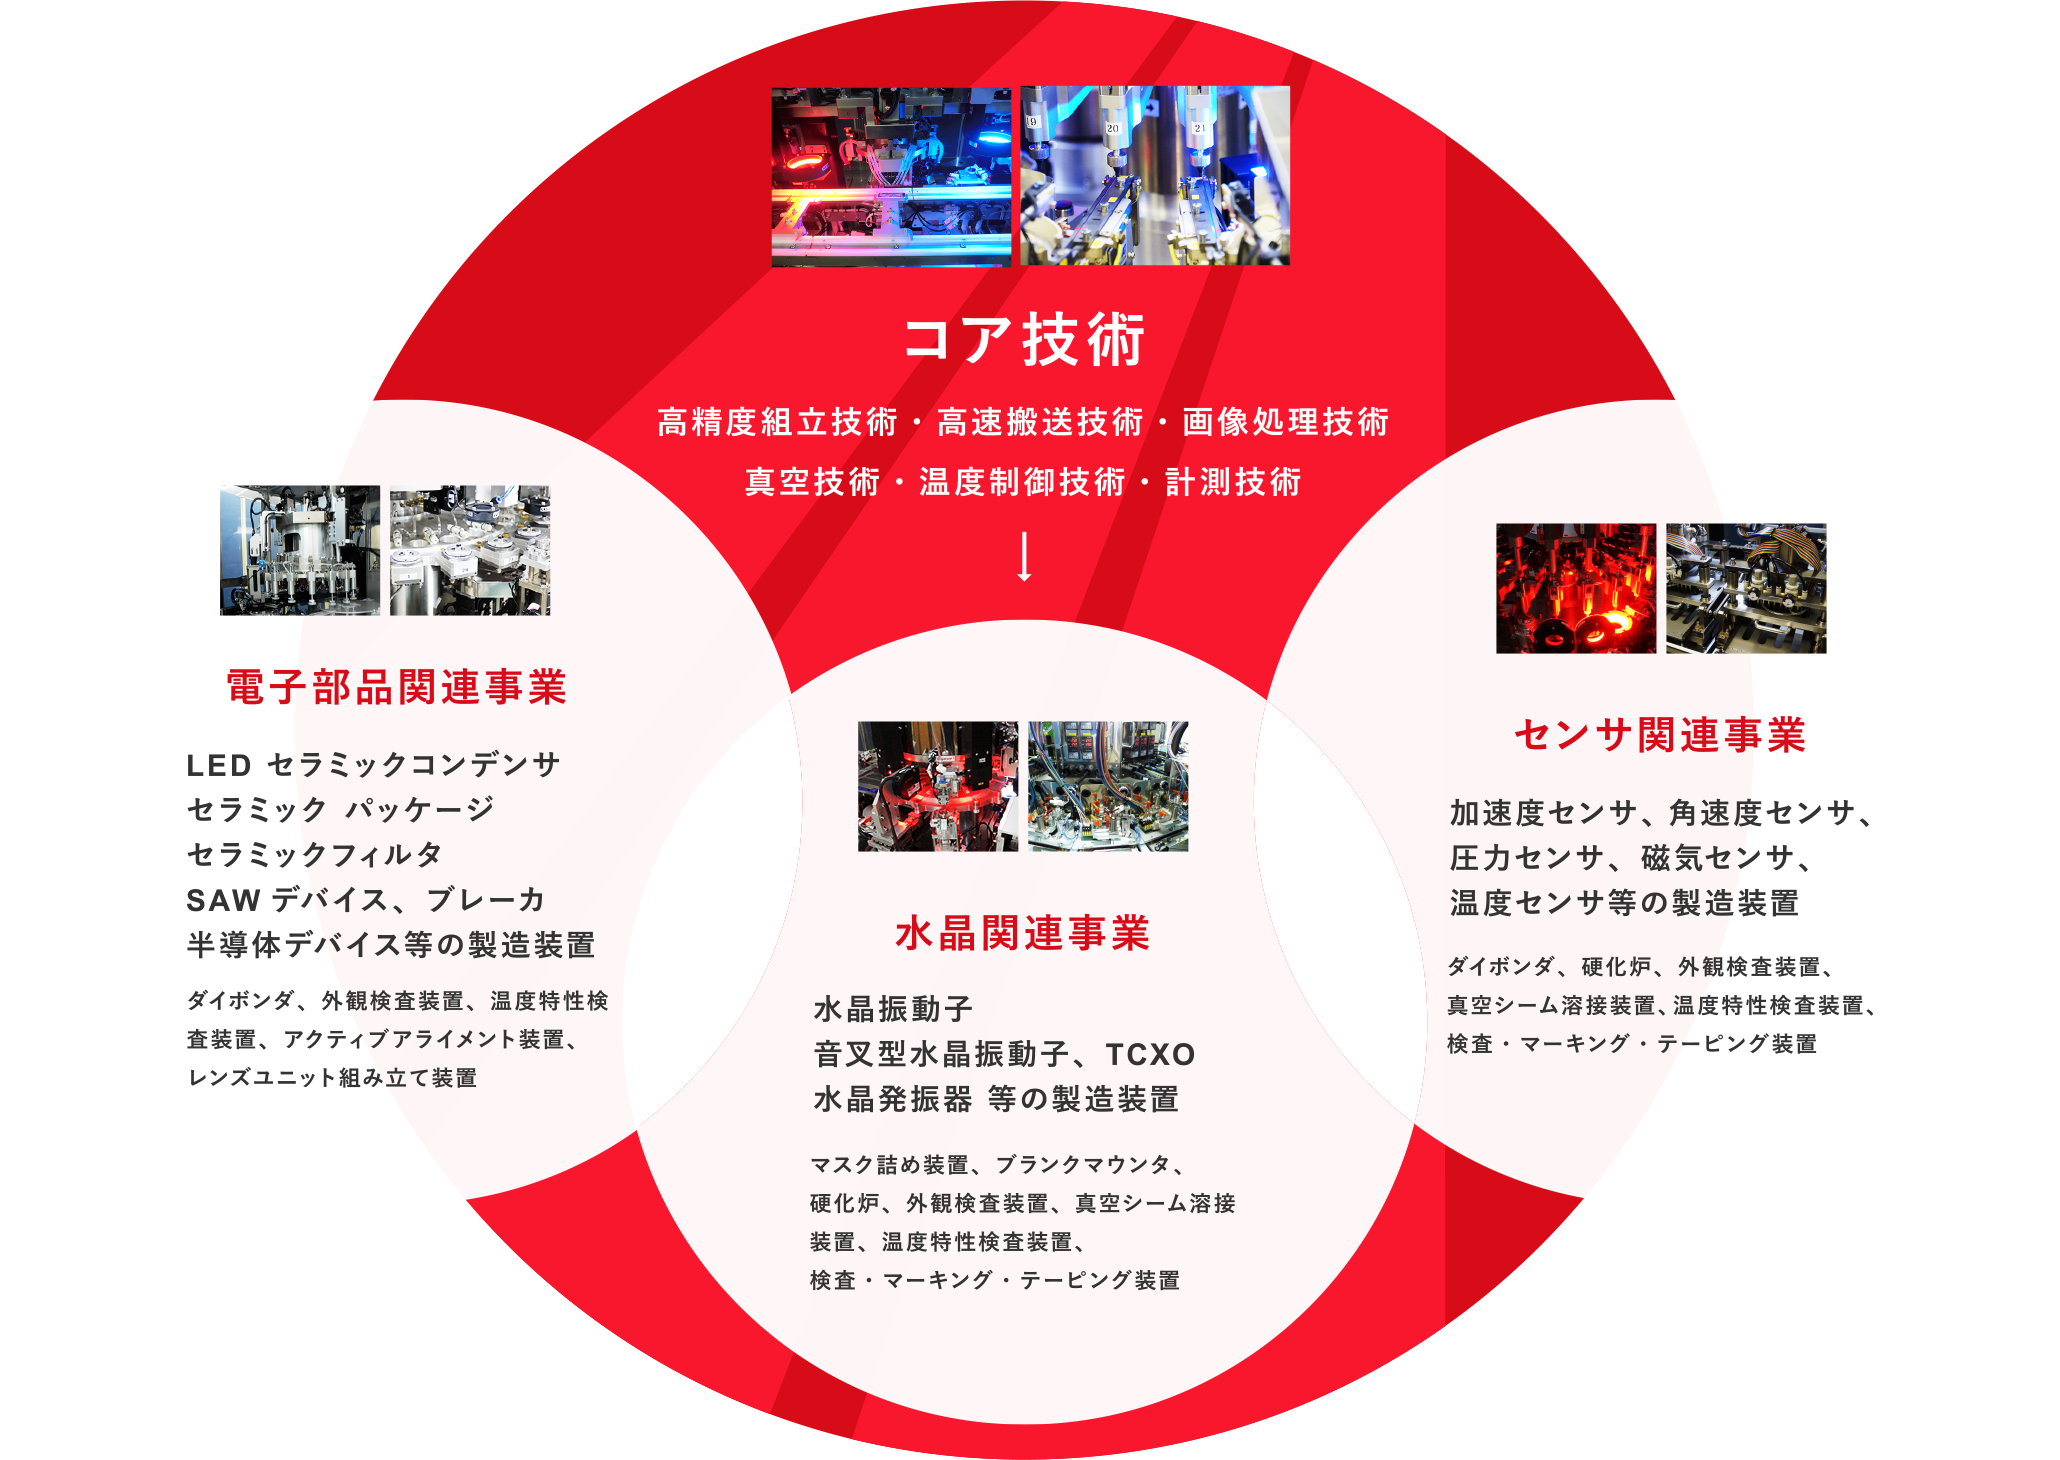 19
20
21
コア技術
高精度組立技術・高速搬送技術・画像処理技術
真空技術・温度制御技術・計測技術
電子部品関連事業
LED セラミックコンデンサ
セラミック パッケージ
セラミックフィルタ
SAW デバイス、ブレーカ
半導体デバイス等の製造装置
ダイボンダ、外観検査装置、温度特性検
査装置、アクティブアライメント装置、
レンズユニット組み立て装置
水晶関連事業
水晶振動子
音叉型水晶振動子、TCXO
水晶発振器 等の製造装置
マスク詰め装置、ブランクマウンタ、
硬化炉、外観検査装置、真空シーム溶接
装置、温度特性検査装置、
検査・マーキング・テーピング装置
センサ関連事業
加速度センサ、角速度センサ、
圧力センサ、磁気センサ、
温度センサ等の製造装置
ダイボンダ、硬化炉、外観検査装置、
真空シーム溶接装置、温度特性検査装置、
検査・マーキング・テーピング装置